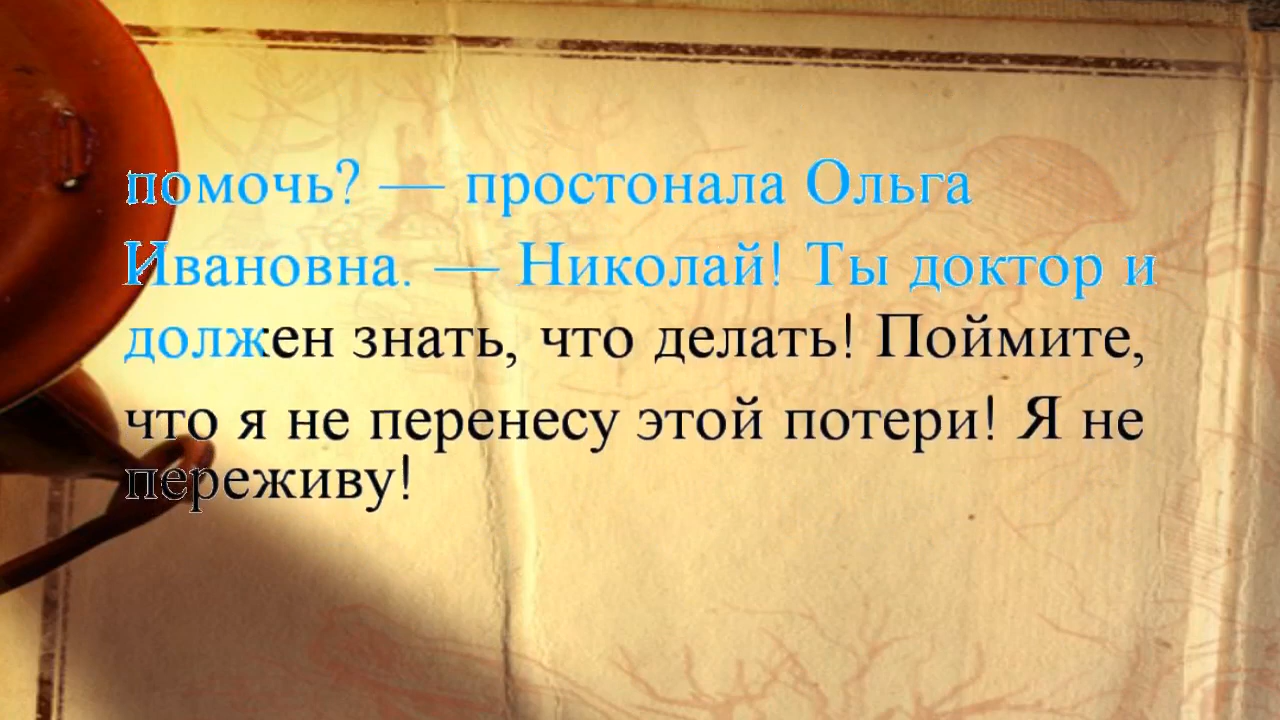 помочь? — простонала Ольга
Ивановна. — Николай! Ты доктор и
должен знать, что делать! Поймите,
что я не перенесу этой потери! Я не
переживу!